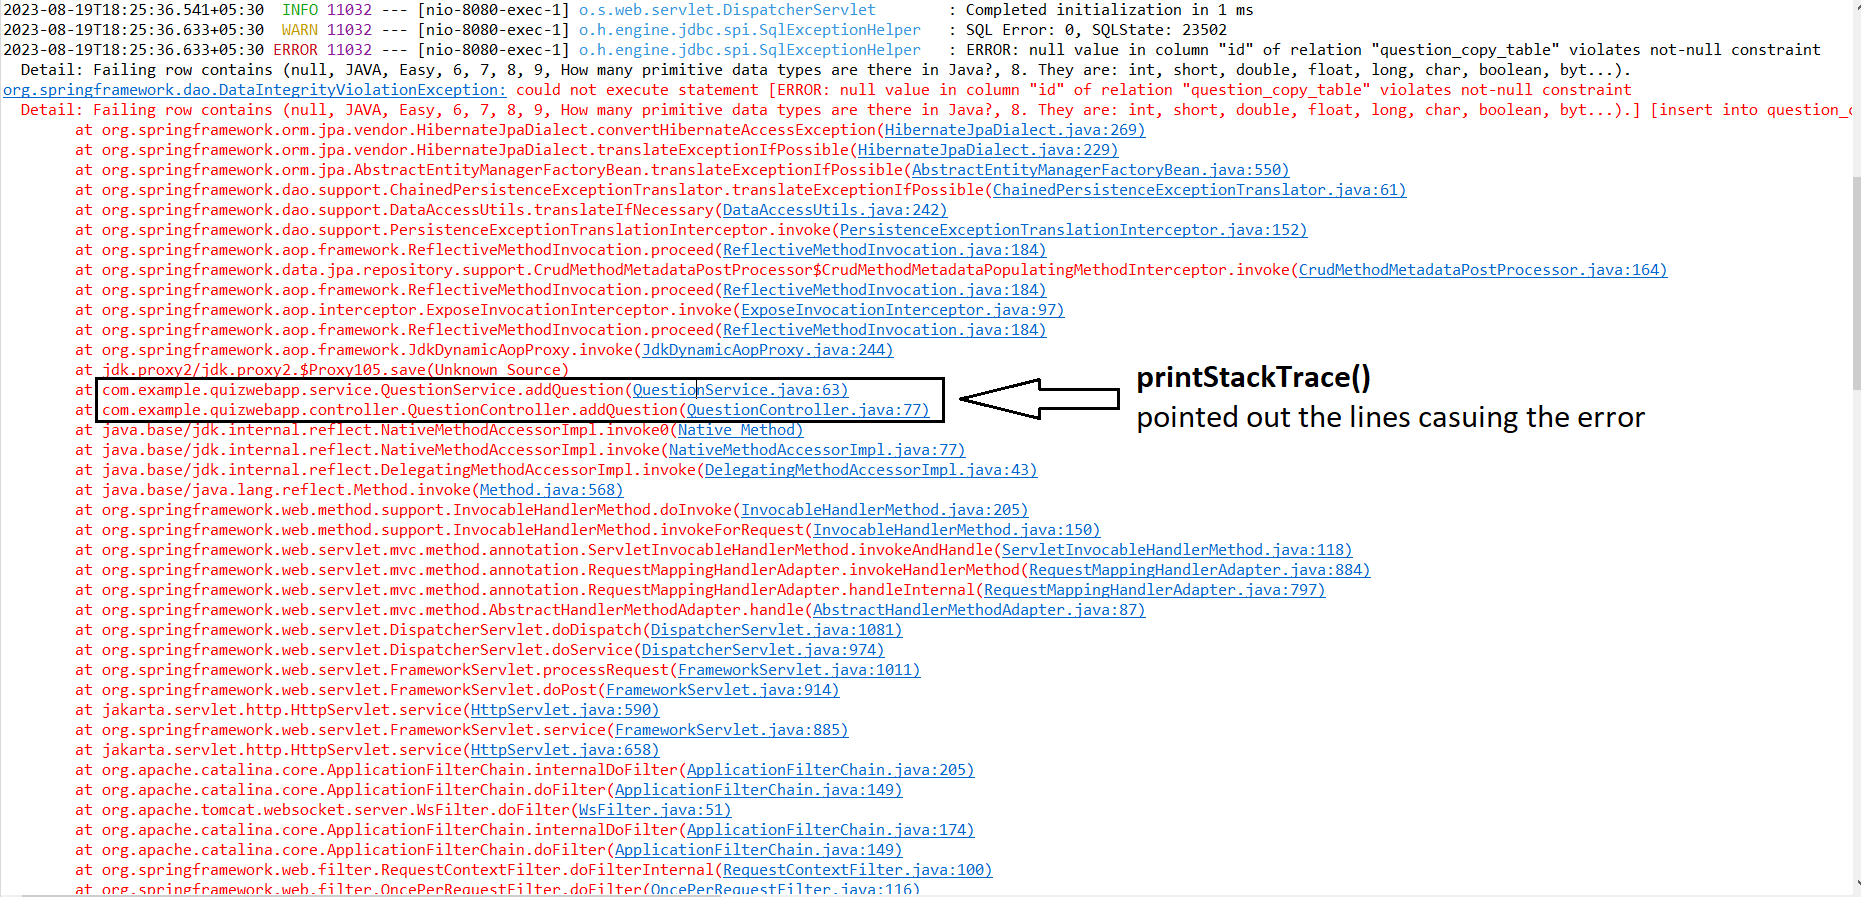 2023-08-19T18:25:36.541+05:30  INFO 11032 --- [nio-8080-exec-1] o.s.web.servlet.DispatcherServlet        : Completed initialization in 1 ms
2023-08-19T18:25:36.633+05:30  WARN 11032 --- [nio-8080-exec-1] o.h.engine.jdbc.spi.SqlExceptionHelper   : SQL Error: 0, SQLState: 23502
2023-08-19T18:25:36.633+05:30 ERROR 11032 --- [nio-8080-exec-1] o.h.engine.jdbc.spi.SqlExceptionHelper   : ERROR: null value in column "id" of relation "question_copy_table" violates not-null constraint
Detail: Failing row contains (null, JAVA, Easy, 6, 7, 8, 9, How many primitive data types are there in Java?, 8. They are: int, short, double, float, long, char, boolean, byt...).
org.springframework.dao.DataIntegrityViolationException: could not execute statement [ERROR: null value in column "id" of relation "question_copy_table" violates not-null constraint
Detail: Failing row contains (null, JAVA, Easy, 6, 7, 8, 9, How many primitive data types are there in Java?, 8. They are: int, short, double, float, long, char, boolean, byt...).] [insert into question_
at org.springframework.orm.jpa.vendor.HibernateJpaDialect.convertHibernateAccessException(HibernateJpaDialect.java:269)
at org.springframework.orm.jpa.vendor.HibernateJpaDialect.translateExceptionIfPossible(HibernateJpaDialect.java:229)
at org.springframework.orm.jpa.AbstractEntityManagerFactoryBean.translateExceptionIfPossible(AbstractEntityManagerFactoryBean.java:550)
at org.springframework.dao.support.ChainedPersistenceExceptionTranslator.translateExceptionIfPossible(ChainedPersistenceExceptionTranslator.java:61)
at org.springframework.dao.support.DataAccessUtils.translateIfNecessary(DataAccessUtils.java:242)
at org.springframework.dao.support.PersistenceExceptionTranslationInterceptor.invoke(PersistenceExceptionTranslationInterceptor.java:152)
at org.springframework.aop.framework.ReflectiveMethodInvocation.proceed(ReflectiveMethodInvocation.java:184)
at org.springframework.data.jpa.repository.support.CrudMethodMetadataPostProcessor$CrudMethodMetadataPopulatingMethodInterceptor.invoke(CrudMethodMetadataPostProcessor.java:164)
at org.springframework.aop.framework.ReflectiveMethodInvocation.proceed(ReflectiveMethodInvocation.java:184)
at org.springframework.aop.interceptor.ExposeInvocationInterceptor.invoke(ExposeInvocationInterceptor.java:97)
at org.springframework.aop.framework.ReflectiveMethodInvocation.proceed(ReflectiveMethodInvocation.java:184)
at org.springframework.aop.framework.JdkDynamicAopProxy.invoke(JdkDynamicAopProxy.java:244)
at jdk.proxy2/jdk.proxy2.$Proxy105.save(Unknown Source)
at com.example.quizwebapp.service.QuestionService.addQuestion(QuestionService.java:63)
at com.example.quizwebapp.controller.QuestionController.addQuestion(QuestionController.java:77)
printStackTrace()
pointed out the lines casuing the error
at java.base/jdk.internal.reflect.NativeMethodAccessorImpl.invoke0(Native Method)
at java.base/jdk.internal.reflect.NativeMethodAccessorImpl.invoke(NativeMethodAccessorImpl.java:77)
at java.base/jdk.internal.reflect.DelegatingMethodAccessorImpl.invoke(DelegatingMethodAccessorImpl.java:43)
at java.base/java.lang.reflect.Method.invoke(Method.java:568)
at org.springframework.web.method.support.InvocableHandlerMethod.doInvoke(InvocableHandlerMethod.java:205)
at org.springframework.web.method.support.InvocableHandlerMethod.invokeForRequest(InvocableHandlerMethod.java:150)
at org.springframework.web.servlet.mvc.method.annotation.ServletInvocableHandlerMethod.invokeAndHandle(ServletInvocableHandlerMethod.java:118)
at org.springframework.web.servlet.mvc.method.annotation.RequestMappingHandlerAdapter.invokeHandlerMethod(RequestMappingHandlerAdapter.java:884)
at org.springframework.web.servlet.mvc.method.annotation.RequestMappingHandlerAdapter.handleInternal(RequestMappingHandlerAdapter.java:797)
at org.springframework.web.servlet.mvc.method.AbstractHandlerMethodAdapter.handle(AbstractHandlerMethodAdapter.java:87)
at org.springframework.web.servlet.DispatcherServlet.doDispatch(DispatcherServlet.java:1081)
at org.springframework.web.servlet.DispatcherServlet.doService(DispatcherServlet.java:974)
at org.springframework.web.servlet.FrameworkServlet.processRequest(FrameworkServlet.java:1011)
at org.springframework.web.servlet.FrameworkServlet.doPost(FrameworkServlet.java:914)
at jakarta.servlet.http.HttpServlet.service(HttpServlet.java:590)
at org.springframework.web.servlet.FrameworkServlet.service(FrameworkServlet.java:885)
at jakarta.servlet.http.HttpServlet.service(HttpServlet.java:658)
at org.apache.catalina.core.ApplicationFilterChain.internalDoFilter(ApplicationFilterChain.java:205)
at org.apache.catalina.core.ApplicationFilterChain.doFilter(ApplicationFilterChain.java:149)
at org.apache.tomcat.websocket.server.WsFilter.doFilter(WsFilter.java:51)
at org.apache.catalina.core.ApplicationFilterChain.internalDoFilter(ApplicationFilterChain.java:174)
at org.apache.catalina.core.ApplicationFilterChain.doFilter(ApplicationFilterChain.java:149)
at org.springframework.web.filter.RequestContextFilter.doFilterInternal(RequestContextFilter.java:100)
at org.springframework.web.filter.OncePerRequestFilter.doFilter(OncePerRequestFilter.java:116)